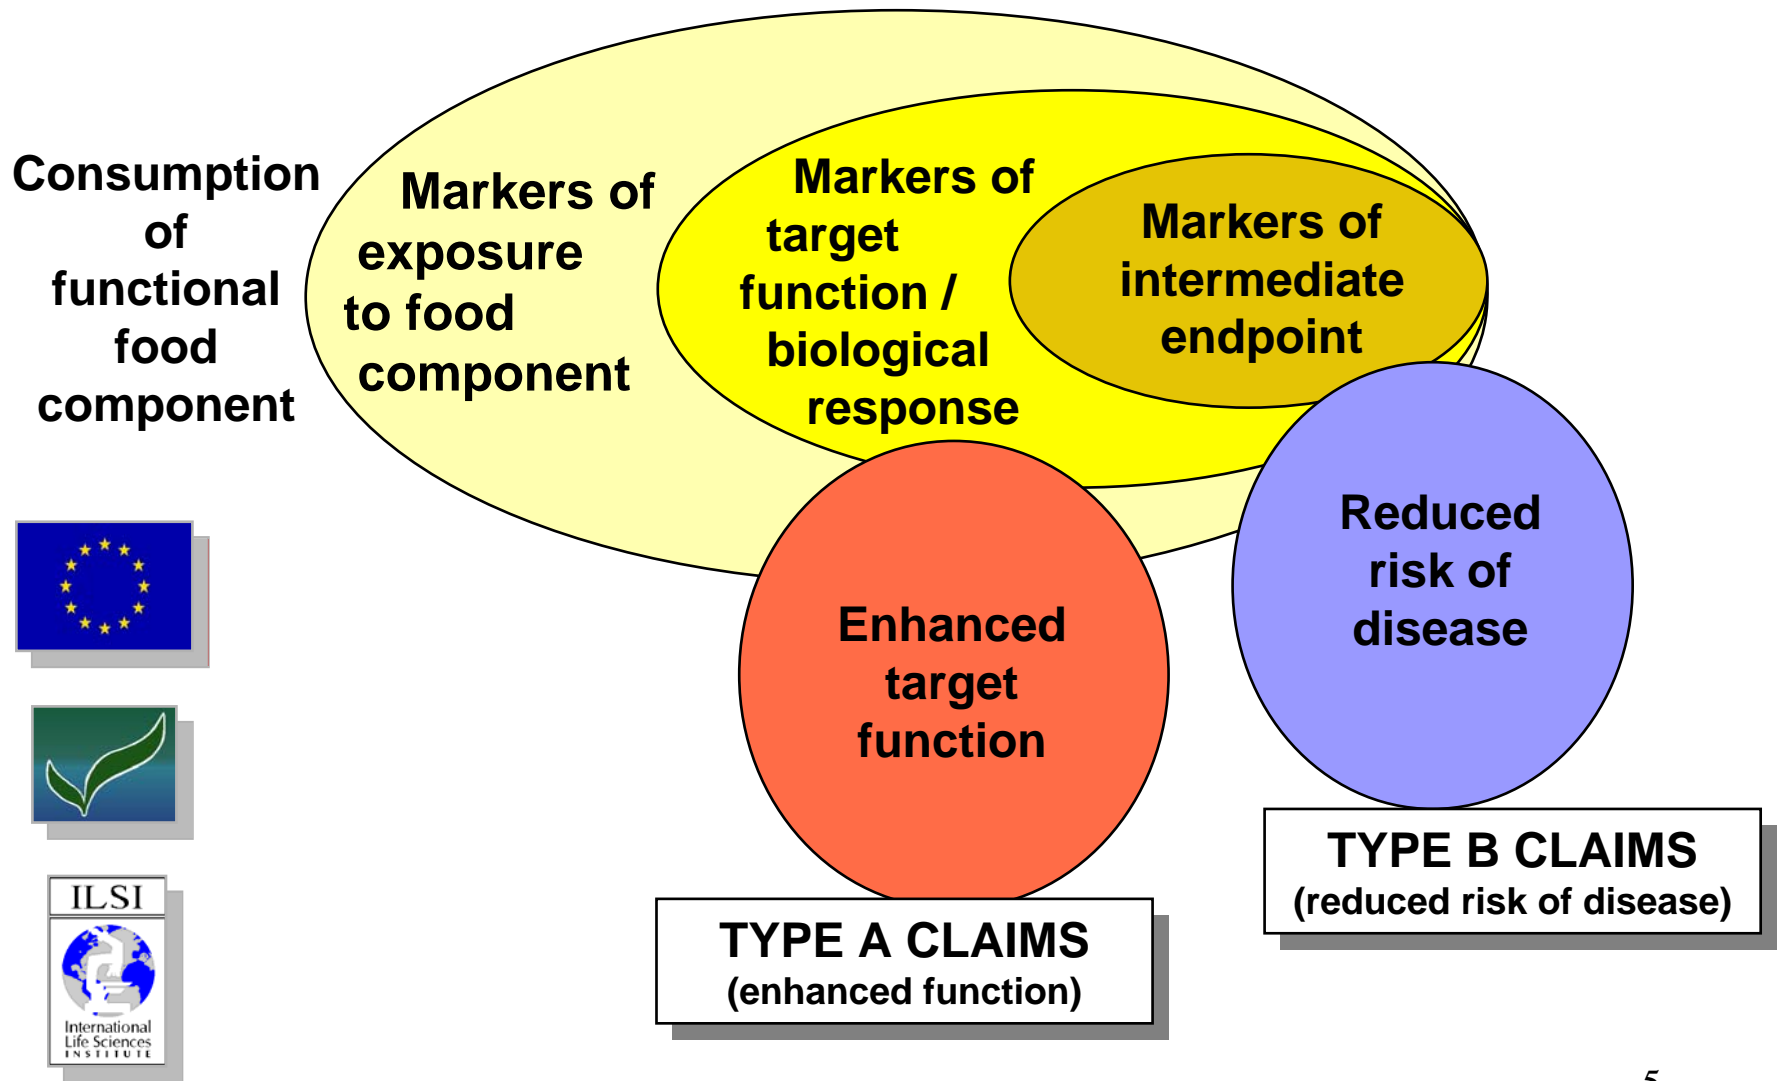 Consumption
of
functional
food
component
Markers of
exposure
to food
component
Markers of
target
function /
biological
response
Markers of
intermediate
endpoint
Enhanced
target
function
Reduced
risk of
disease
TYPE A CLAIMS
(enhanced function)
TYPE B CLAIMS
(reduced risk of disease)
ILSI
International
Life Sciences
INSTITUTE
5